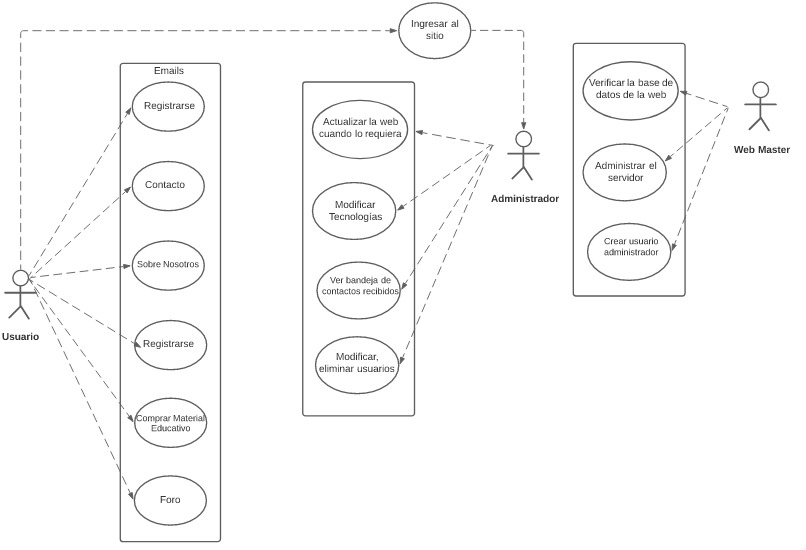 Ingresar al
sitio
Emails
Registrarse
Contacto
Sobre Nosotros
Registrarse
Comprar Material
Educativo
Foro
Usuario
Actualizar la web
cuando lo requiera
Modificar
Tecnologías
Ver bandeja de
contactos recibidos
Modificar,
eliminar usuarios
Administrador
Verificar la base de
datos de la web
Administrar el
servidor
Crear usuario
administrador
Web Master